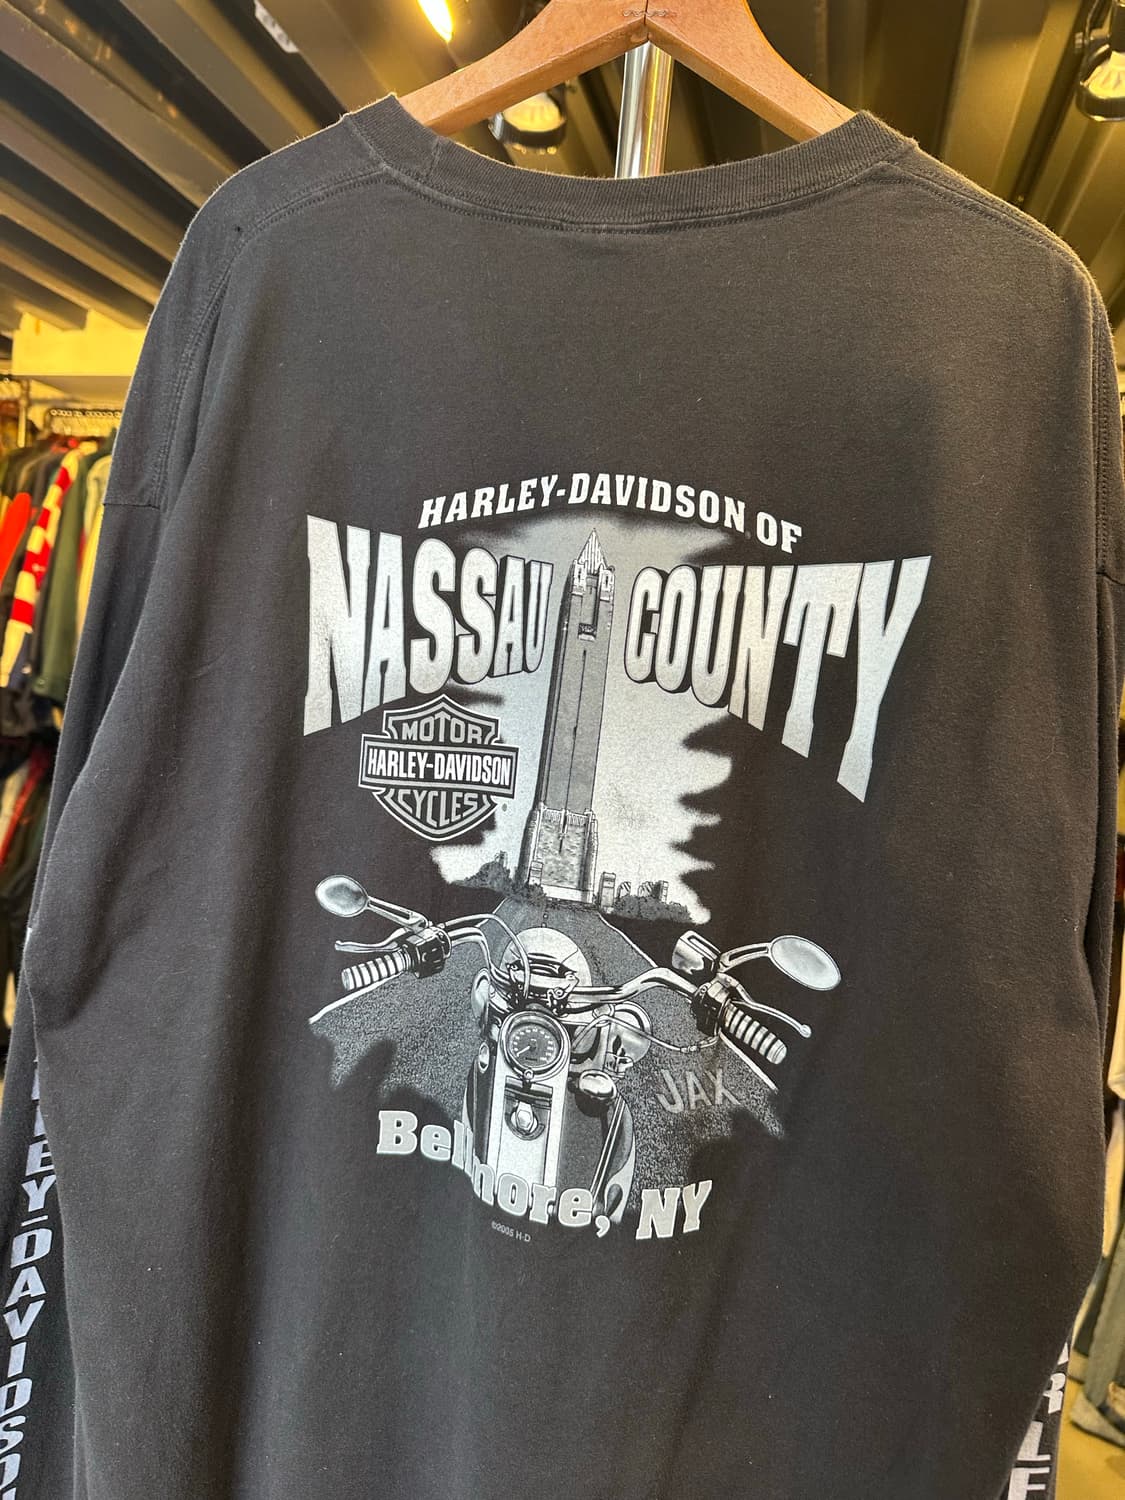 HARLEY-DAVIDSON OF
NASSAU COUNTY
MOTOR
HARLEY-DAVIDSON
CYCLES
JAX
Bellmore, NY
©2005 H-D